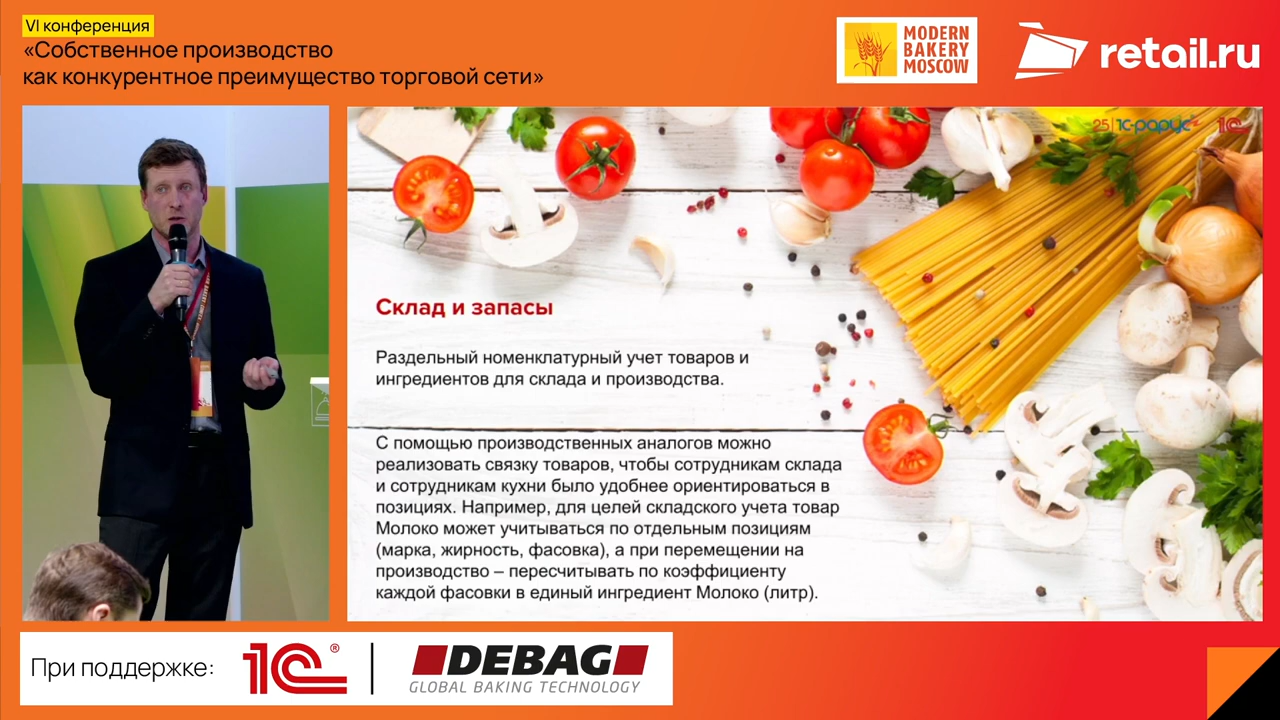 VI конференция
«Собственное производство
как конкурентное преимущество торговой сети»
MODERN
BAKERY
MOSCOW
retail.ru
25 | 1С-рарус
1С
Склад и запасы
Раздельный номенклатурный учет товаров и
ингредиентов для склада и производства.
С помощью производственных аналогов можно
реализовать связку товаров, чтобы сотрудникам склада
и сотрудникам кухни было удобнее ориентироваться в
позициях. Например, для целей складского учета товар
Молоко может учитываться по отдельным позициям
(марка, жирность, фасовка), а при перемещении на
производство – пересчитывать по коэффициенту
каждой фасовки в единый ингредиент Молоко (литр).
При поддержке:
1С®
DEBAG
GLOBAL BAKING TECHNOLOGY